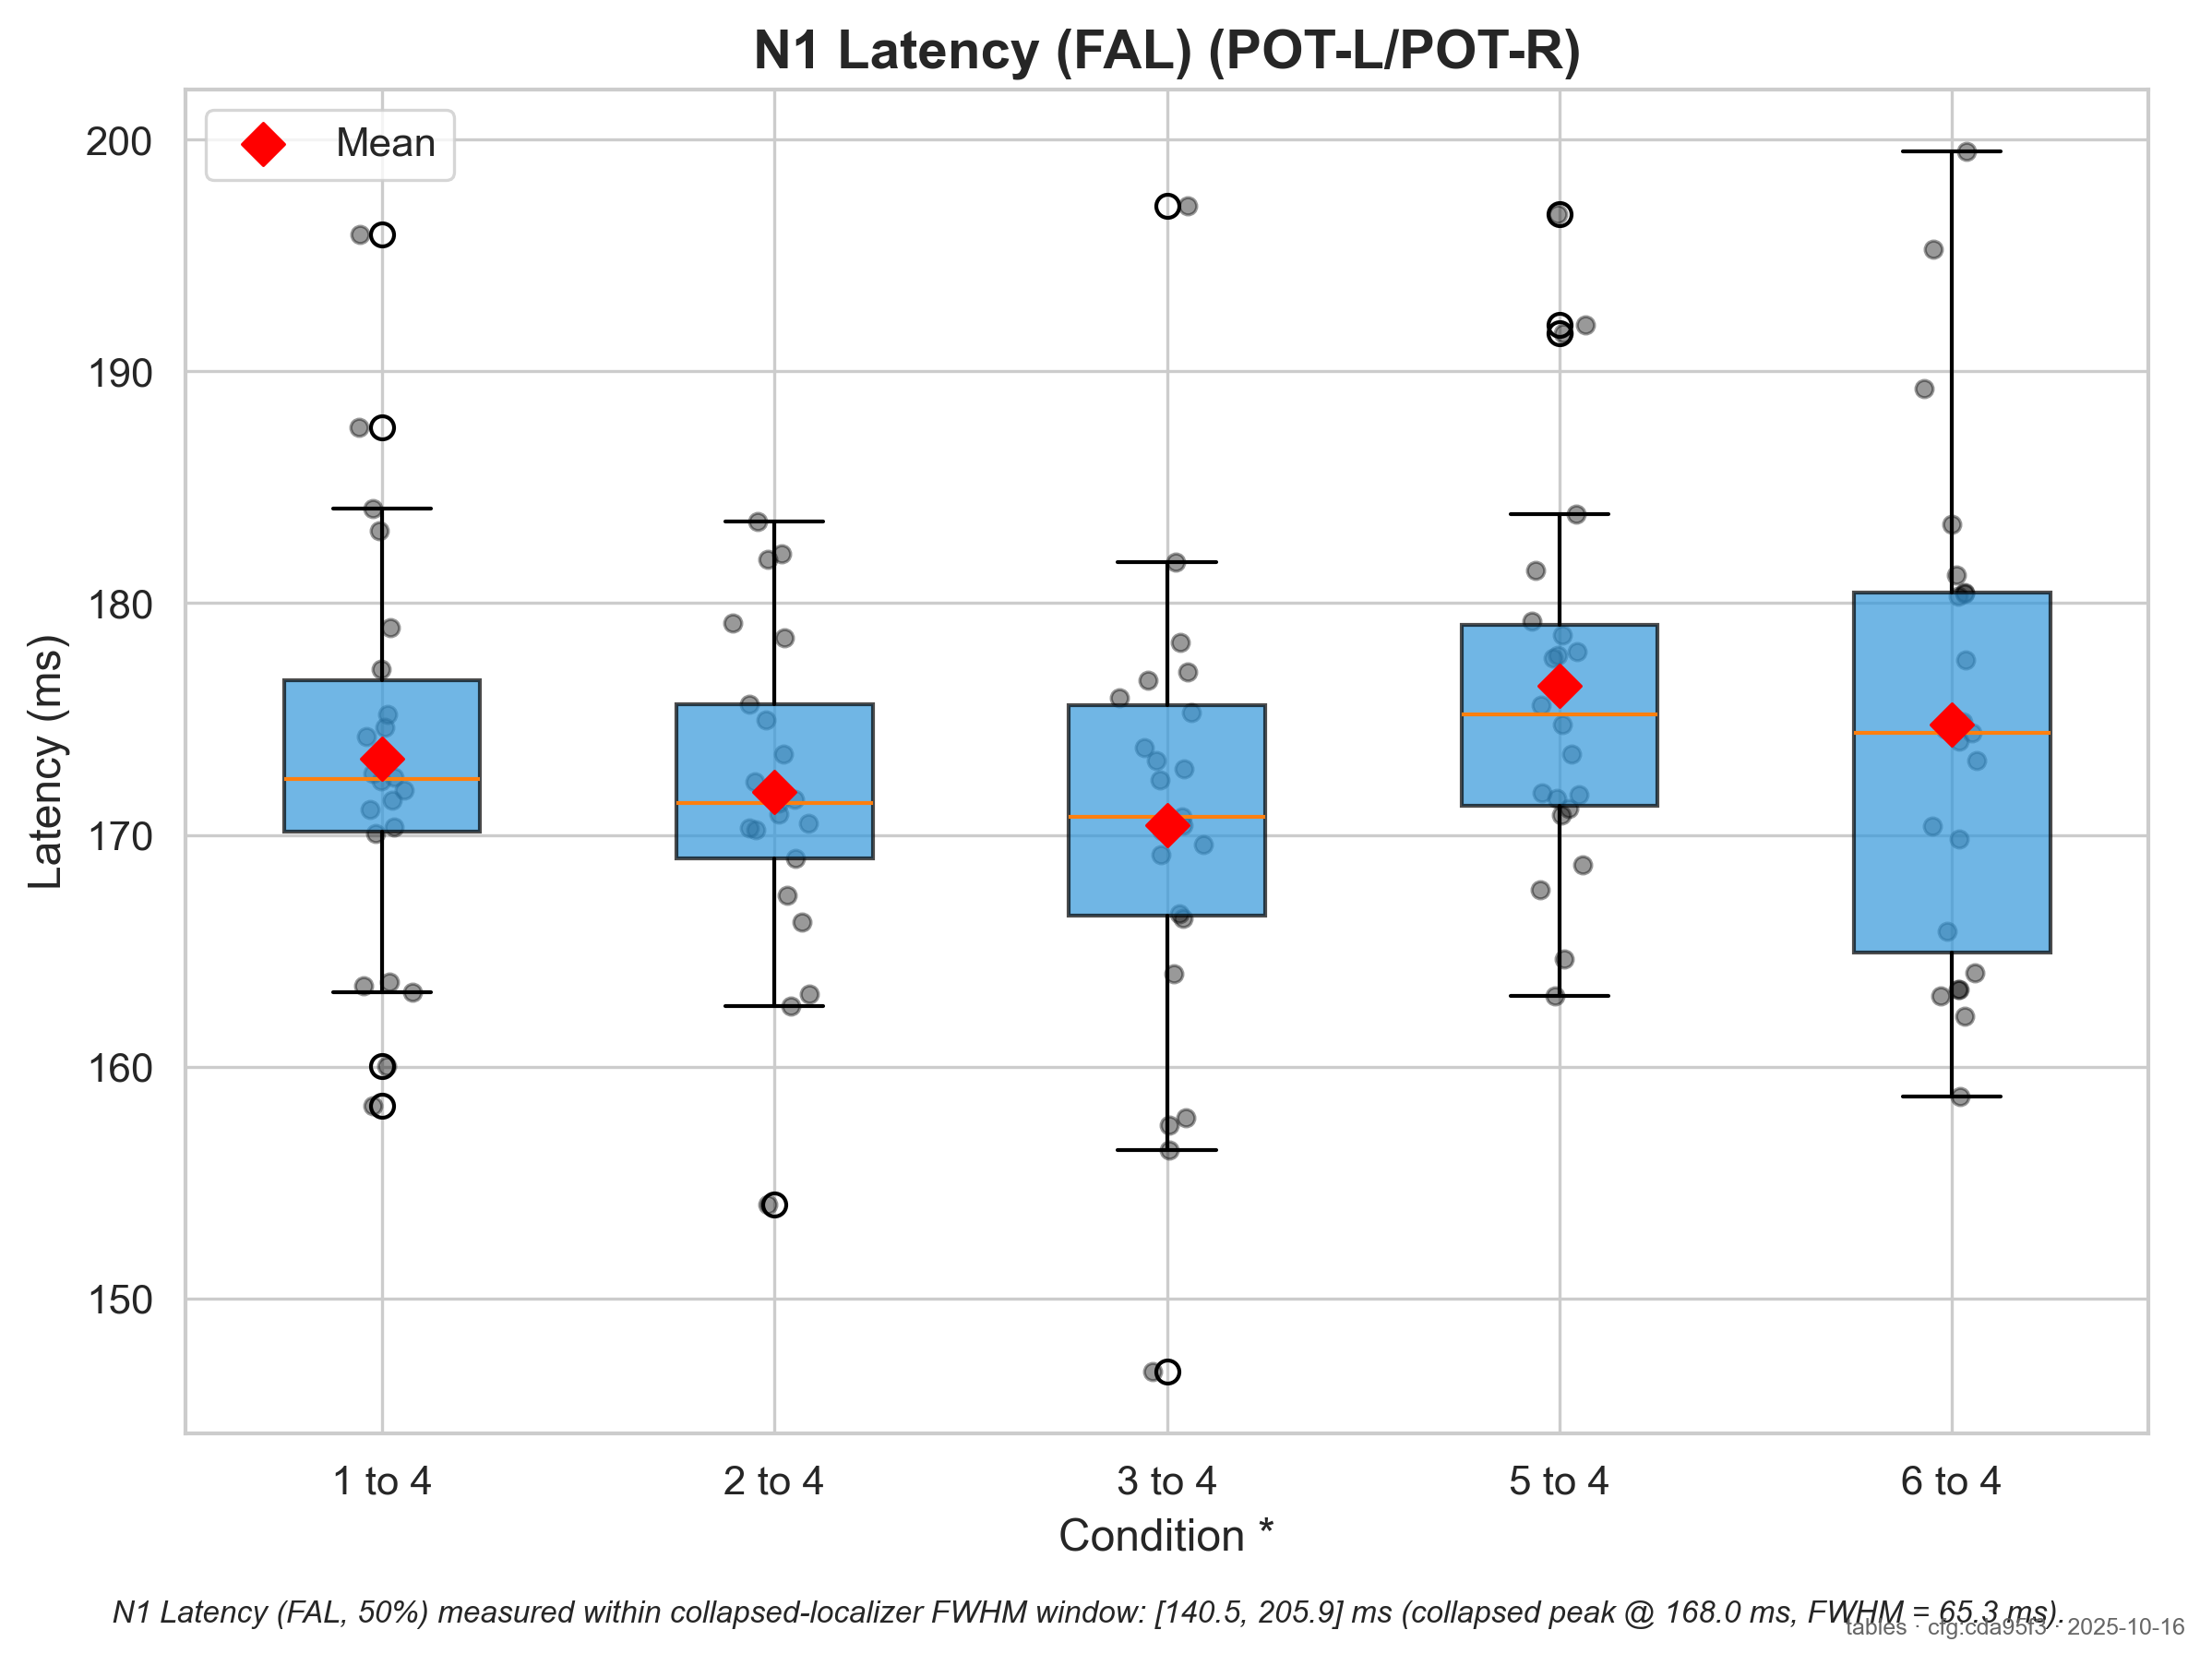 N1 Latency (FAL) (POT-L/POT-R)
Mean
200
190
180
170
160
150
Latency (ms)
1 to 4
2 to 4
3 to 4
5 to 4
6 to 4
Condition *
N1 Latency (FAL, 50%) measured within collapsed-localizer FWHM window: [140.5, 205.9] ms (collapsed peak @ 168.0 ms, FWHM = 65.3 ms).
tables · cfg:cda95f3 · 2025-10-16